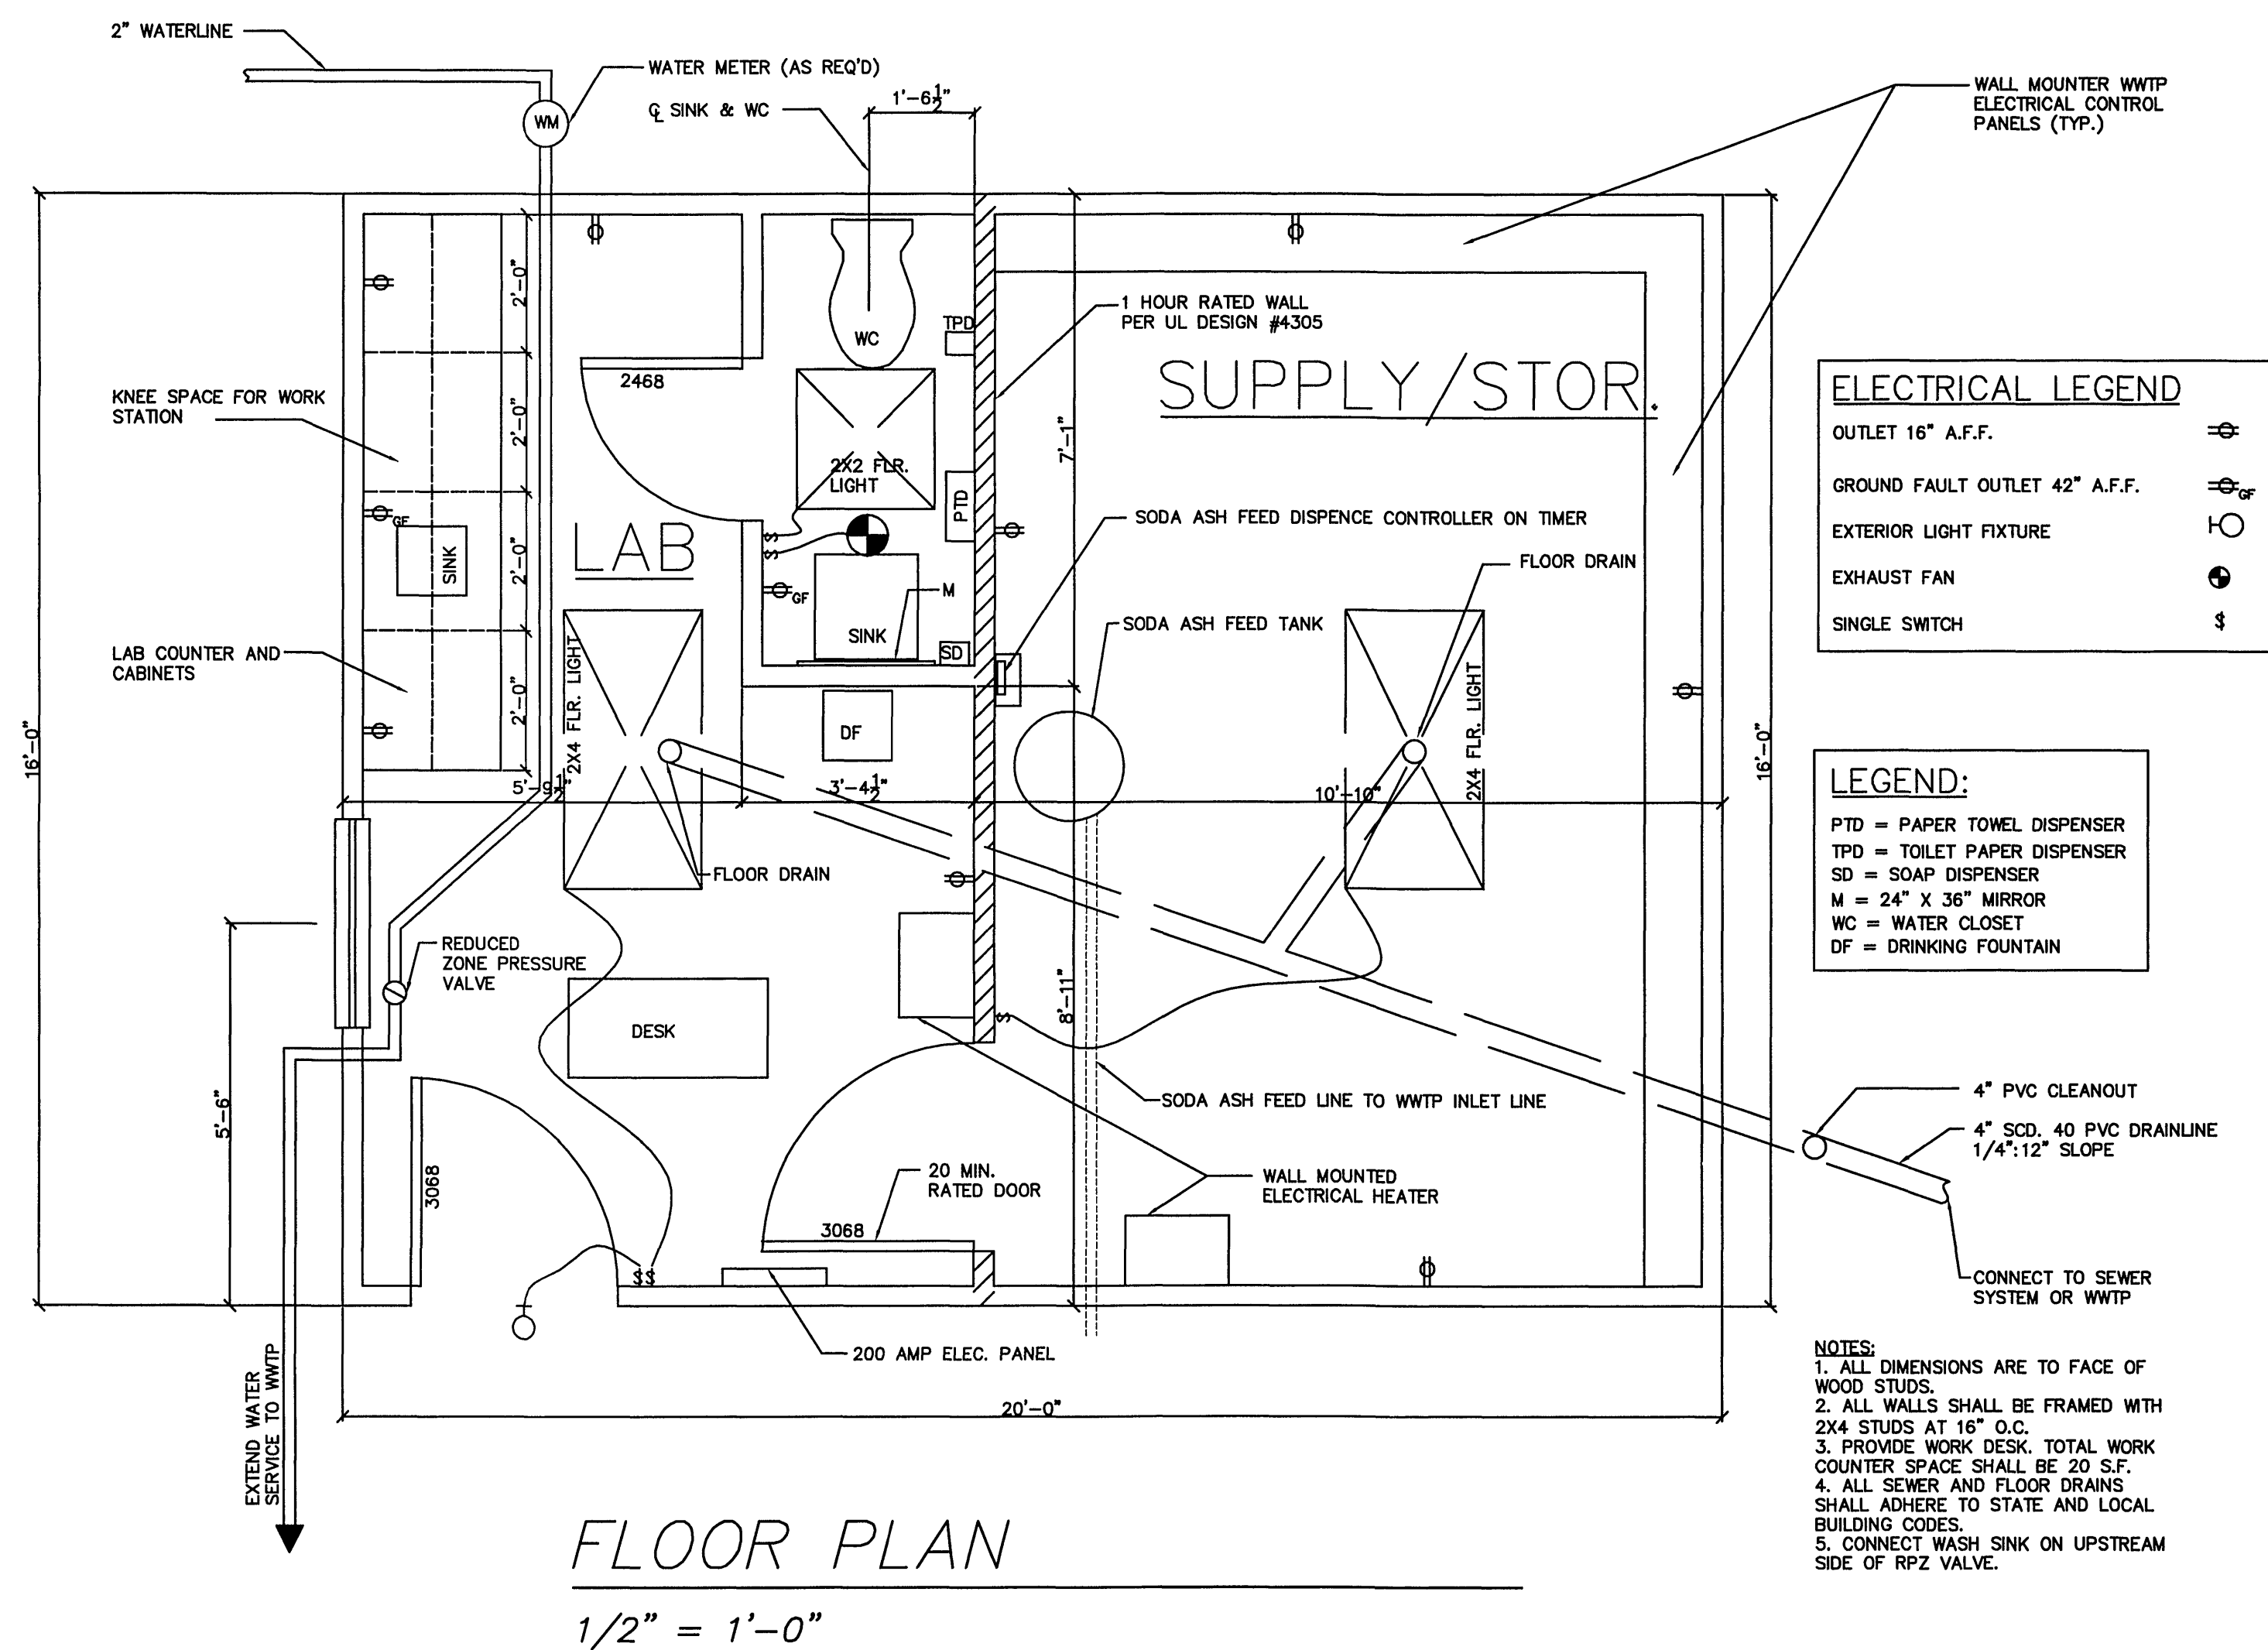 2" WATERLINE
WATER METER (AS REQ'D)
℄ SINK & WC
1'-6½"
WM
WALL MOUNTER WWTP
ELECTRICAL CONTROL
PANELS (TYP.)
2'-0"
2'-0"
2'-0"
2'-0"
16'-0"
WC
TPD
2468
1 HOUR RATED WALL
PER UL DESIGN #4305
SUPPLY/STOR.
KNEE SPACE FOR WORK
STATION
7'-1"
2X2 FLR.
LIGHT
PTD
GF
SINK
LAB
SODA ASH FEED DISPENCE CONTROLLER ON TIMER
FLOOR DRAIN
GF
M
SINK
SD
SODA ASH FEED TANK
LAB COUNTER AND
CABINETS
2X4 FLR. LIGHT
DF
2X4 FLR. LIGHT
16'-0"
5'-9½"
3'-4½"
10'-10"
FLOOR DRAIN
REDUCED
ZONE PRESSURE
VALVE
DESK
8'-11"
5'-6"
3068
SODA ASH FEED LINE TO WWTP INLET LINE
20 MIN.
RATED DOOR
3068
WALL MOUNTED
ELECTRICAL HEATER
$$
$
$
$
200 AMP ELEC. PANEL
20'-0"
EXTEND WATER
SERVICE TO WWTP
4" PVC CLEANOUT
4" SCD. 40 PVC DRAINLINE
1/4":12" SLOPE
CONNECT TO SEWER
SYSTEM OR WWTP
ELECTRICAL LEGEND
OUTLET 16" A.F.F.
GROUND FAULT OUTLET 42" A.F.F. GF
EXTERIOR LIGHT FIXTURE
EXHAUST FAN
SINGLE SWITCH $
LEGEND:
PTD = PAPER TOWEL DISPENSER
TPD = TOILET PAPER DISPENSER
SD = SOAP DISPENSER
M = 24" X 36" MIRROR
WC = WATER CLOSET
DF = DRINKING FOUNTAIN
NOTES:
1. ALL DIMENSIONS ARE TO FACE OF
WOOD STUDS.
2. ALL WALLS SHALL BE FRAMED WITH
2X4 STUDS AT 16" O.C.
3. PROVIDE WORK DESK. TOTAL WORK
COUNTER SPACE SHALL BE 20 S.F.
4. ALL SEWER AND FLOOR DRAINS
SHALL ADHERE TO STATE AND LOCAL
BUILDING CODES.
5. CONNECT WASH SINK ON UPSTREAM
SIDE OF RPZ VALVE.
FLOOR PLAN
1/2" = 1'-0"